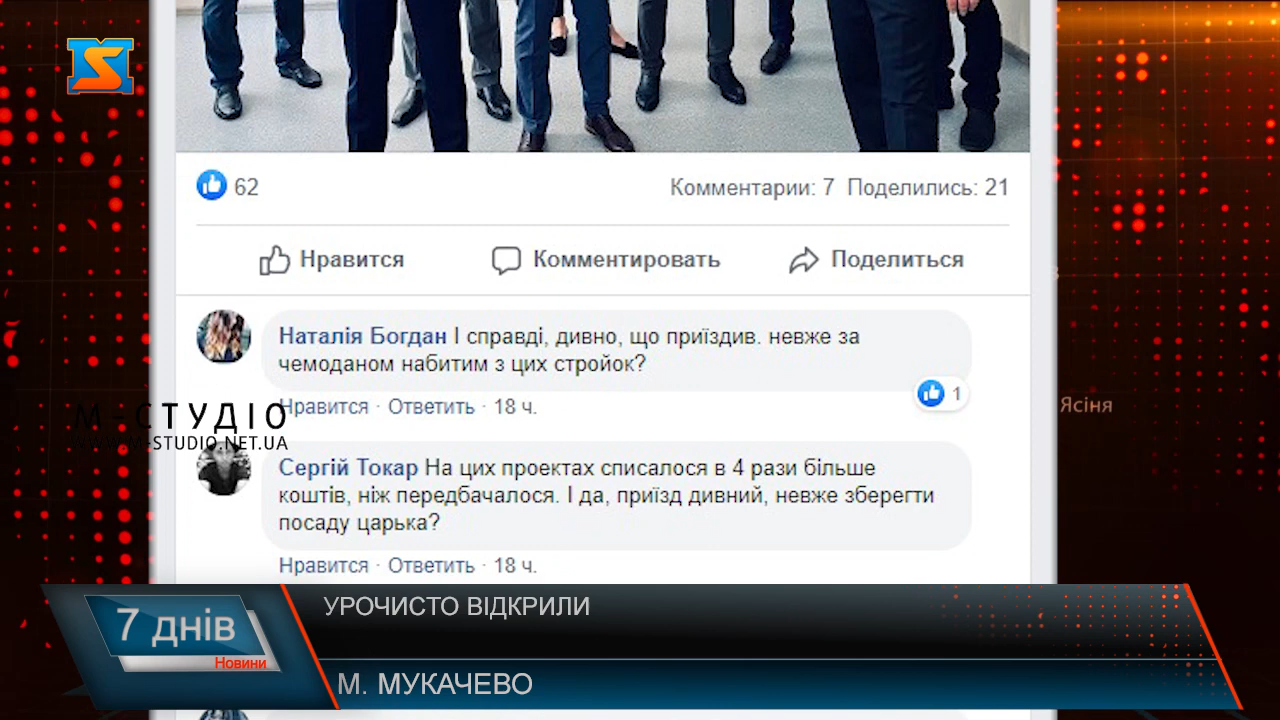 62
Комментарии: 7 Поделились: 21
Нравится Комментировать Поделиться
Наталія Богдан І справді, дивно, що приїздив. невже за
чемоданом набитим з цих стройок?
1
Нравится · Ответить · 18 ч.
Ясіня
М-СТУДІО
WWW.M-STUDIO.NET.UA
Сергій Токар На цих проектах списалося в 4 рази більше
коштів, ніж передбачалося. І да, приїзд дивний, невже зберегти
посаду царька?
Нравится · Ответить · 18 ч.
УРОЧИСТО ВІДКРИЛИ
7 днів
Новини
М. МУКАЧЕВО